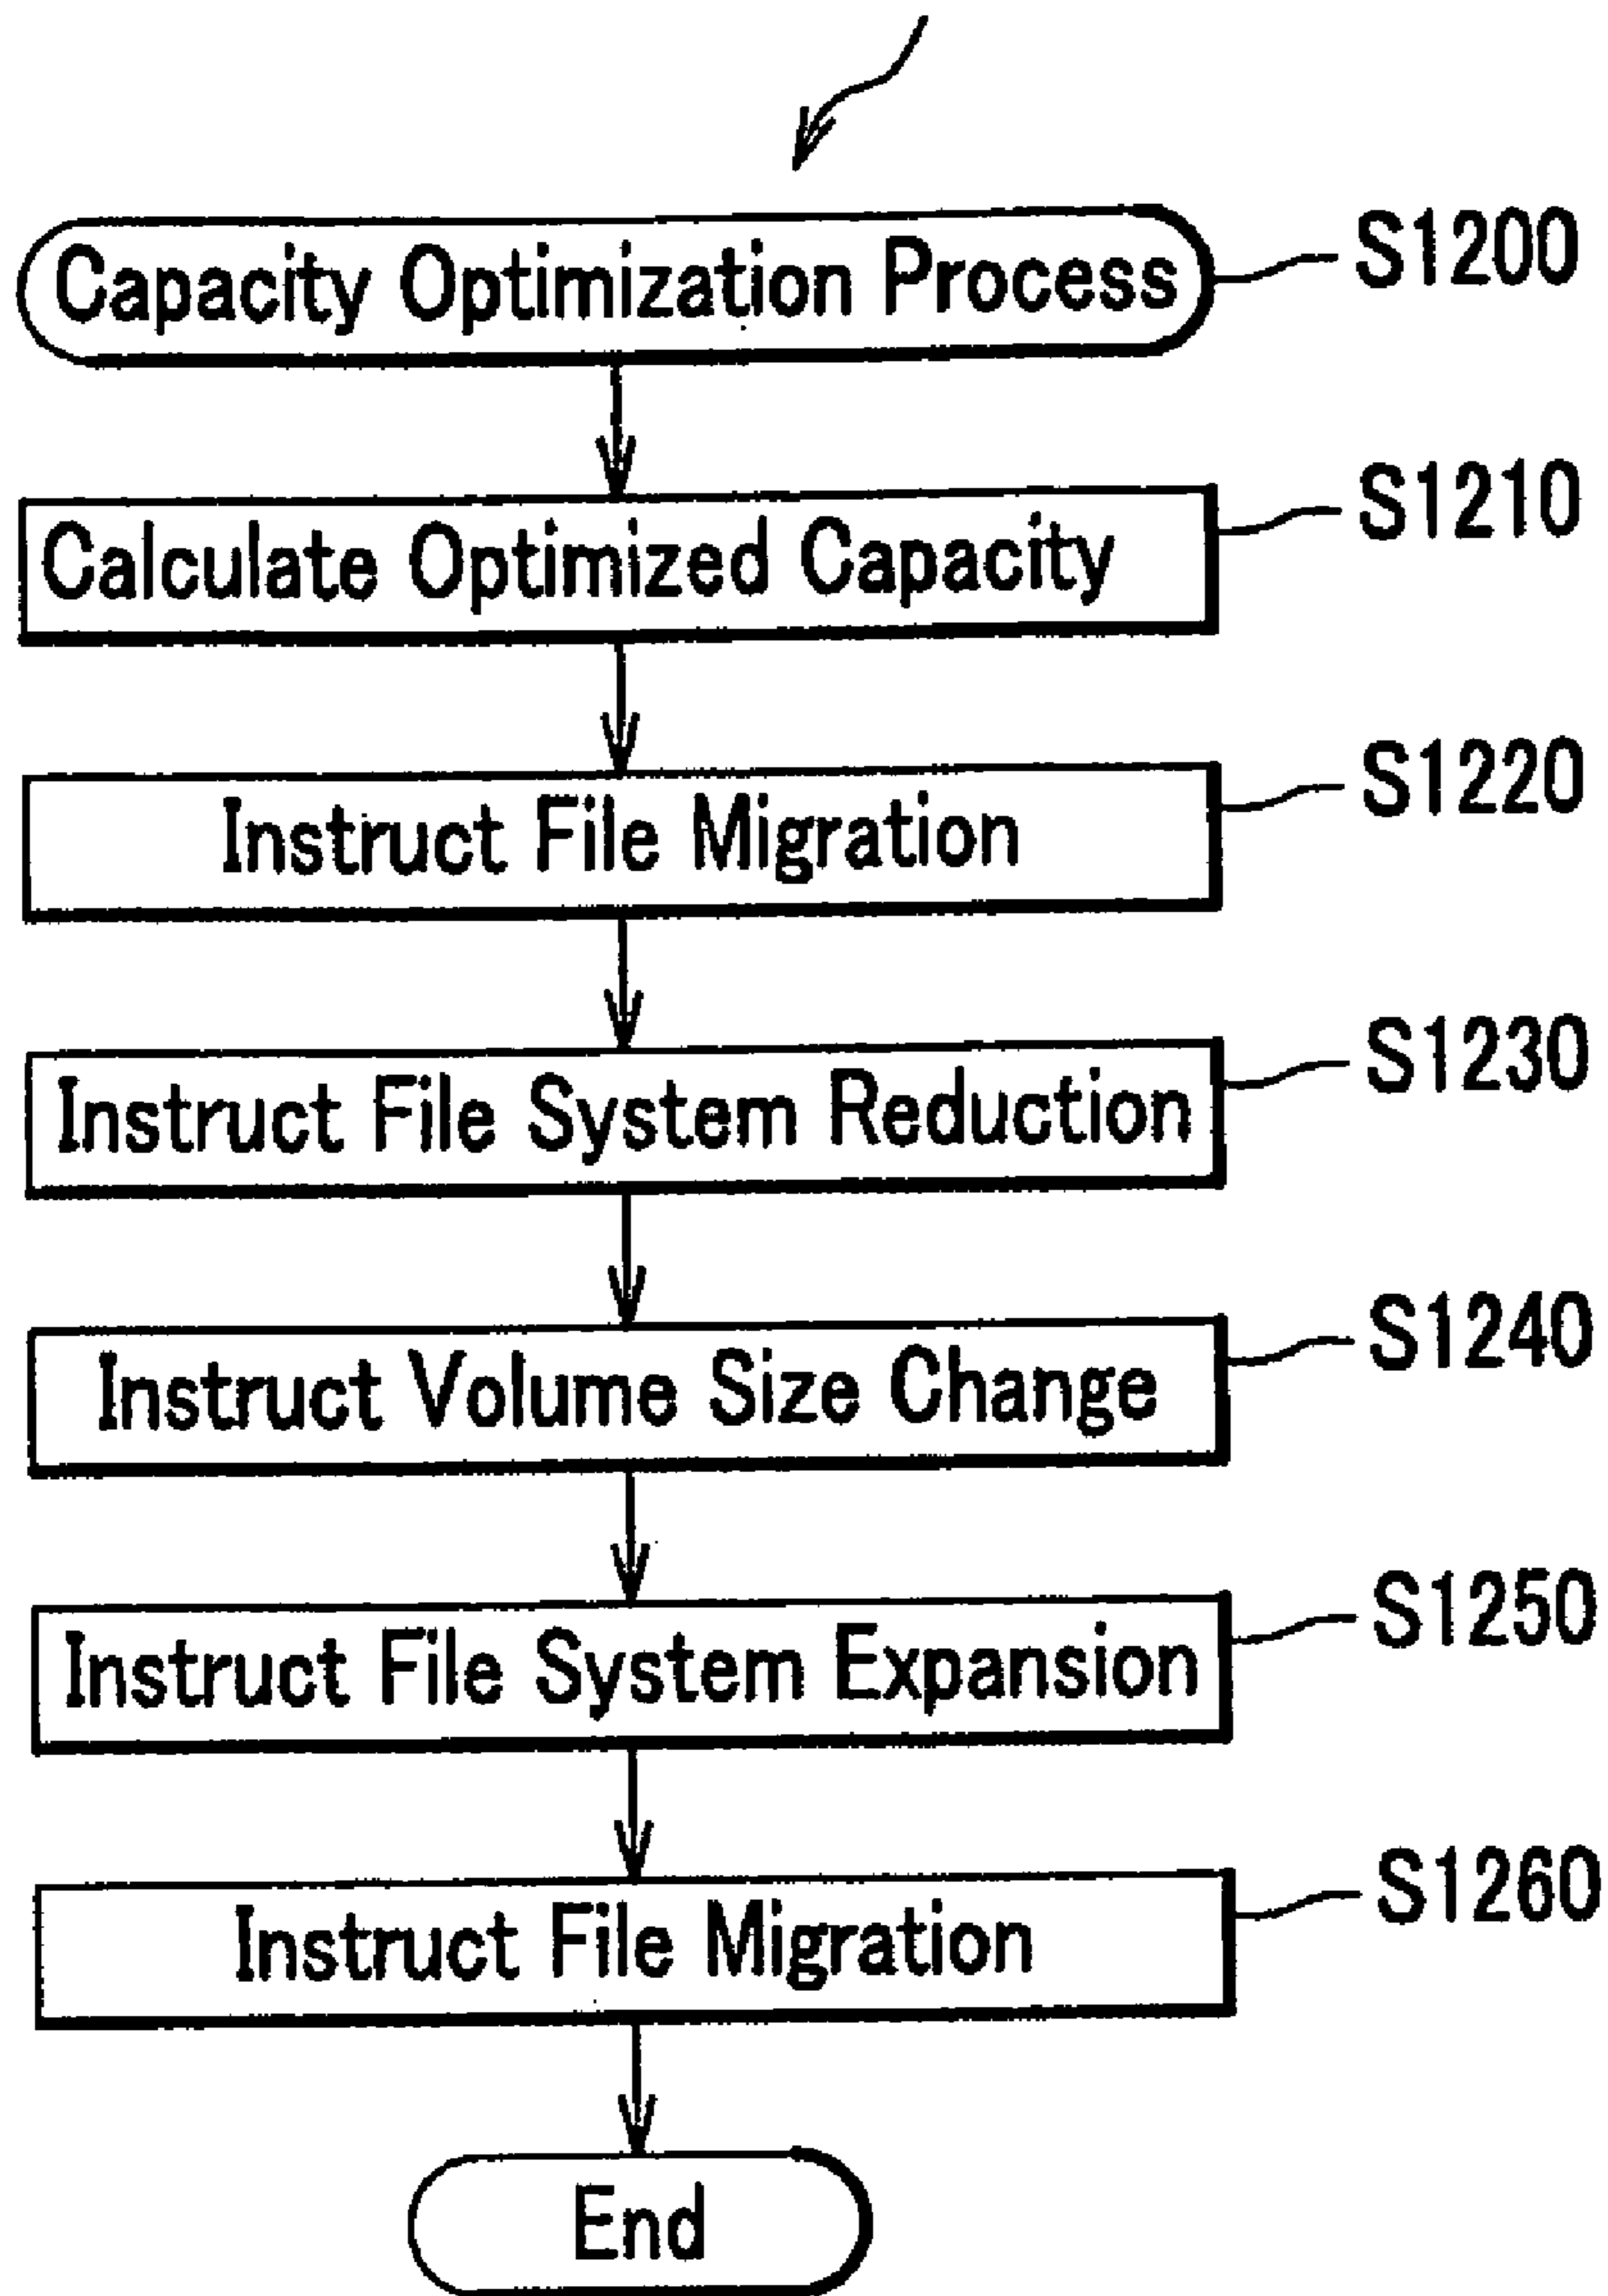 Capacity Optimization Process S1200
Calculate Optimized Capacity S1210
Instruct File Migration S1220
Instruct File System Reduction S1230
Instruct Volume Size Change S1240
Instruct File System Expansion S1250
Instruct File Migration S1260
End